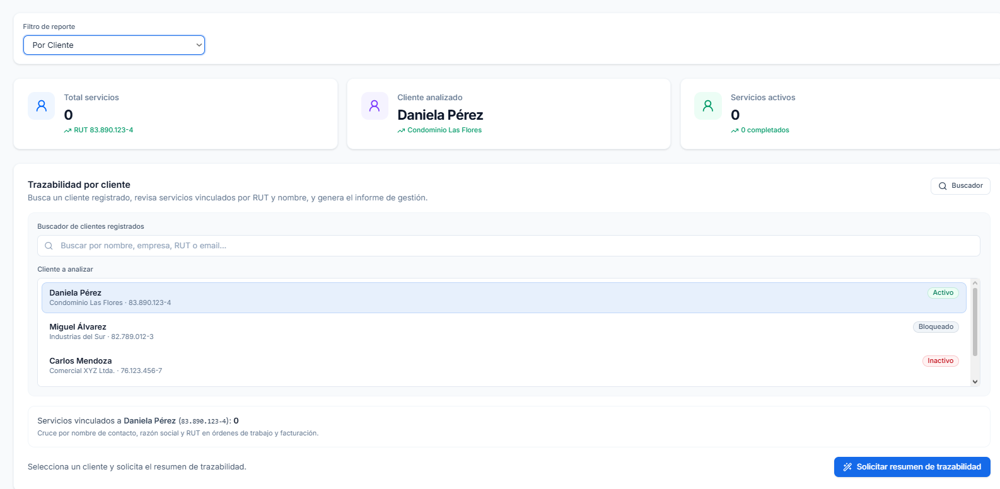 Filtro de reporte
Por Cliente
Total servicios
0
RUT 83.890.123-4
Cliente analizado
Daniela Pérez
Condominio Las Flores
Servicios activos
0
0 completados
Trazabilidad por cliente
Busca un cliente registrado, revisa servicios vinculados por RUT y nombre, y genera el informe de gestión.
Buscador
Buscador de clientes registrados
Buscar por nombre, empresa, RUT o email...
Cliente a analizar
Daniela Pérez
Activo
Condominio Las Flores · 83.890.123-4
Miguel Álvarez
Bloqueado
Industrias del Sur · 82.789.012-3
Carlos Mendoza
Inactivo
Comercial XYZ Ltda. · 76.123.456-7
Servicios vinculados a Daniela Pérez (83.890.123-4): 0
Cruce por nombre de contacto, razón social y RUT en órdenes de trabajo y facturación.
Selecciona un cliente y solicita el resumen de trazabilidad.
Solicitar resumen de trazabilidad